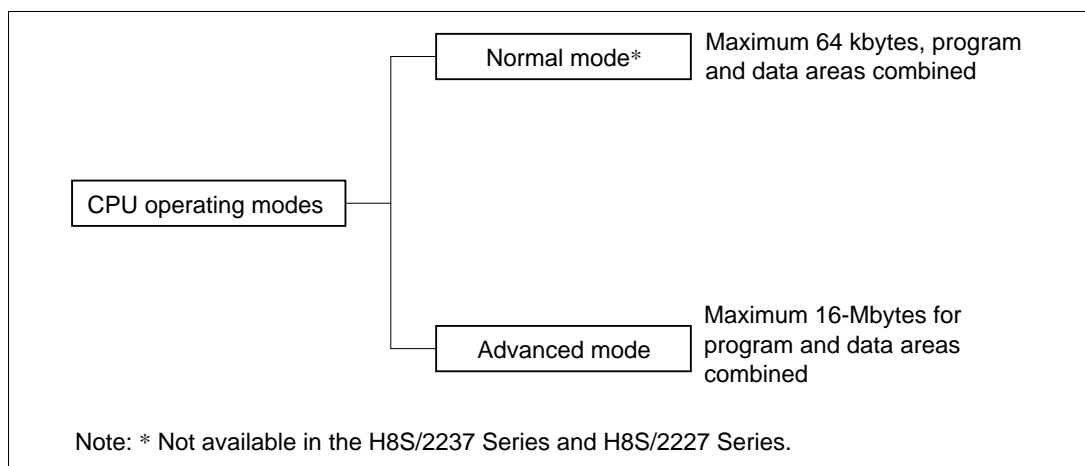 Normal mode*
Maximum 64 kbytes, program
and data areas combined
CPU operating modes
Advanced mode
Maximum 16-Mbytes for
program and data areas
combined
Note: * Not available in the H8S/2237 Series and H8S/2227 Series.